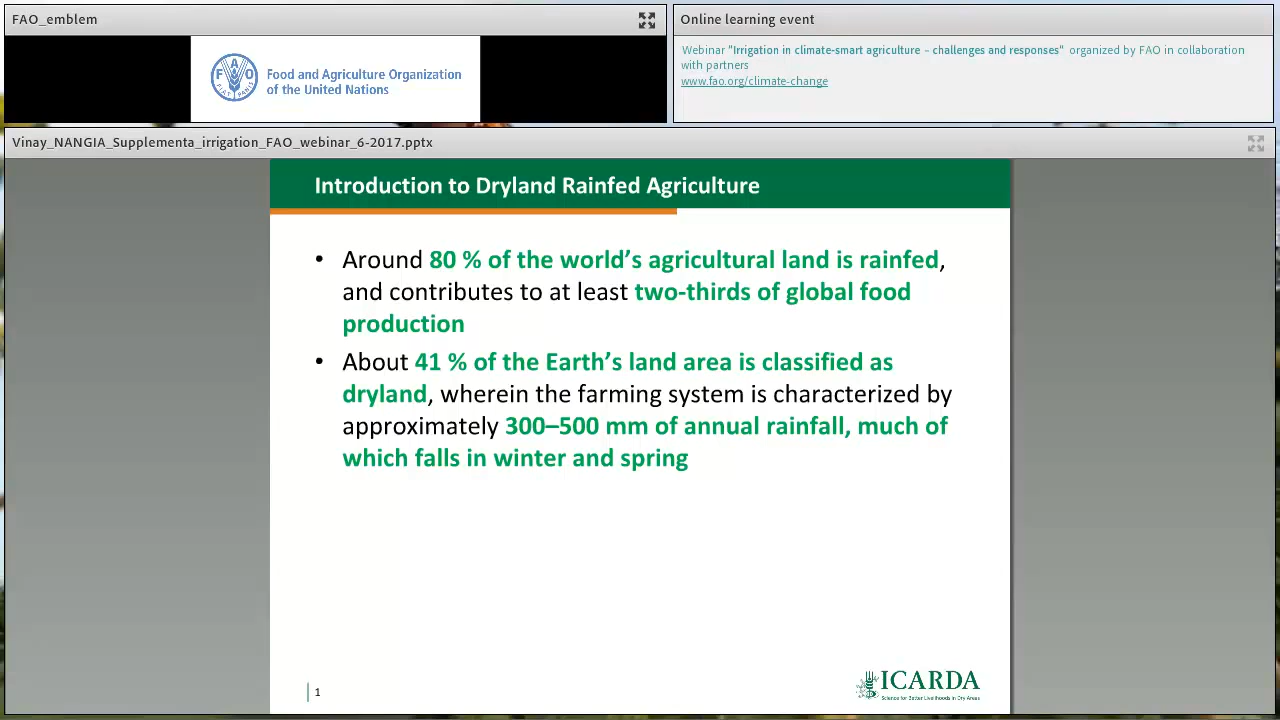 FAO_emblem
Food and Agriculture Organization
of the United Nations
Online learning event
Webinar "Irrigation in climate-smart agriculture – challenges and responses" organized by FAO in collaboration
with partners
www.fao.org/climate-change
Vinay_NANGIA_Supplementa_irrigation_FAO_webinar_6-2017.pptx
Introduction to Dryland Rainfed Agriculture
• Around 80 % of the world’s agricultural land is rainfed,
and contributes to at least two-thirds of global food
production
• About 41 % of the Earth’s land area is classified as
dryland, wherein the farming system is characterized by
approximately 300–500 mm of annual rainfall, much of
which falls in winter and spring
1
ICARDA
Science for Better Livelihoods in Dry Areas